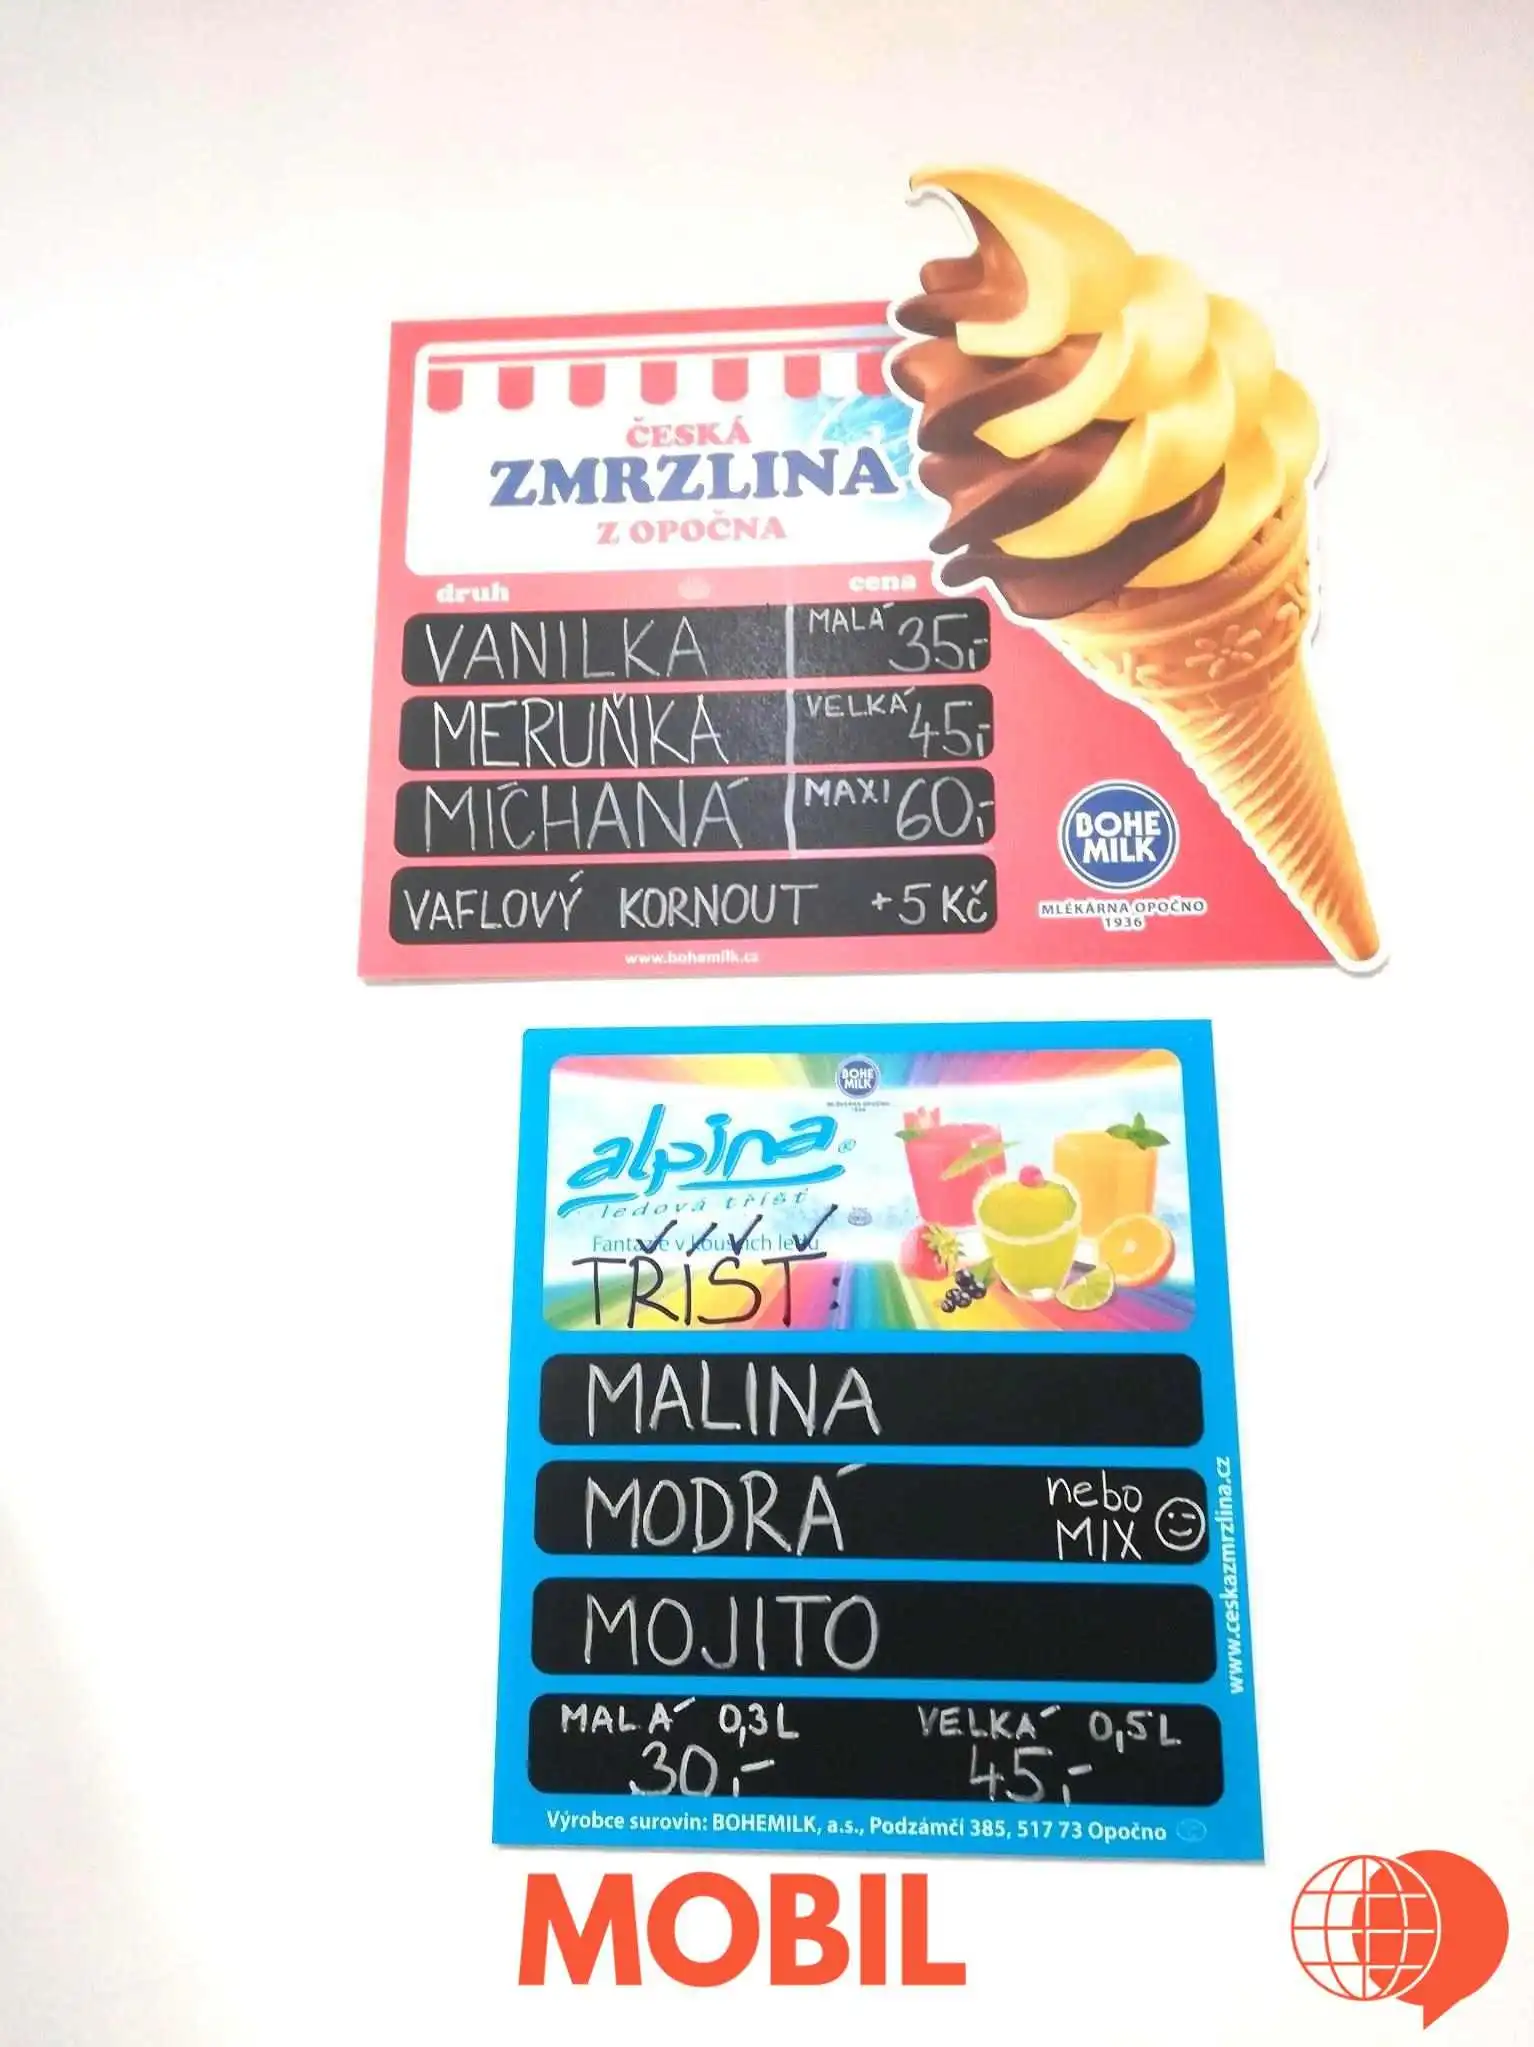 ČESKÁ
ZMRZLINA
Z OPOČNA
druh cena
VANILKA MALÁ 35,-
MERUŇKA VELKÁ 45,-
MÍCHANÁ MAXI 60,-
VAFLOVÝ KORNOUT +5 Kč
www.bohemilk.cz
BOHE
MILK
MLÉKÁRNA OPOČNO
1936
BOHE
MILK
alpina®
ledová tříšť
Fantazie v kouscích ledu
TŘÍŠŤ:
MALINA
MODRÁ nebo
MIX
MOJITO
MALÁ 0,3L VELKÁ 0,5L
30,- 45,-
www.ceskazmrzlina.cz
Výrobce surovin: BOHEMILK, a.s., Podzámčí 385, 517 73 Opočno
MOBIL